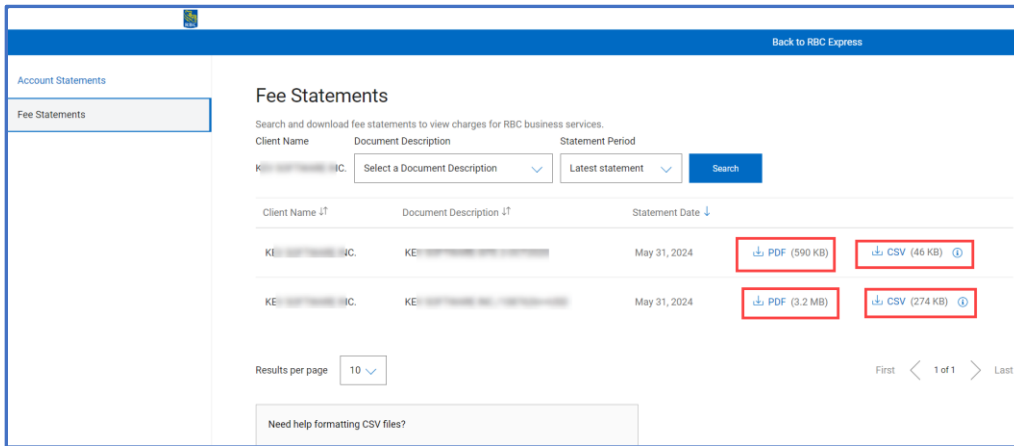 RBC
Back to RBC Express
Account Statements
Fee Statements
Fee Statements
Search and download fee statements to view charges for RBC business services.
Client Name Document Description Statement Period
INC. Select a Document Description Latest statement Search
Client Name Document Description Statement Date
INC. May 31, 2024 PDF (590 KB) CSV (46 KB)
May 31, 2024 PDF (3.2 MB) CSV (274 KB)
Results per page 10 First 1 of 1 Last
Need help formatting CSV files?